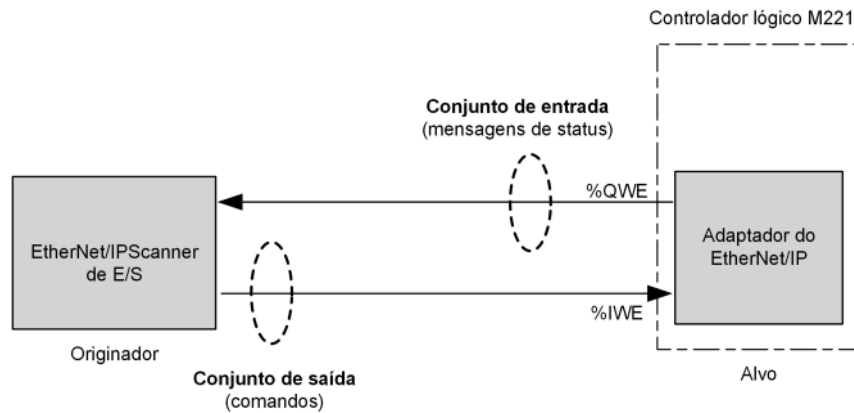 Controlador lógico M221
Conjunto de entrada
(mensagens de status)
%QWE
EtherNet/IPScanner
de E/S
Adaptador do
EtherNet/IP
%IWE
Originador
Conjunto de saída
(comandos)
Alvo